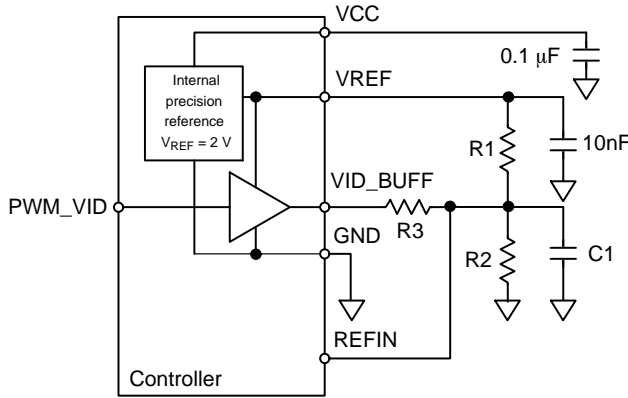 VCC
0.1 µF
Internal
precision
reference
V_REF = 2 V
VREF
R1
10nF
PWM_VID
VID_BUFF
R3
GND
R2
C1
REFIN
Controller